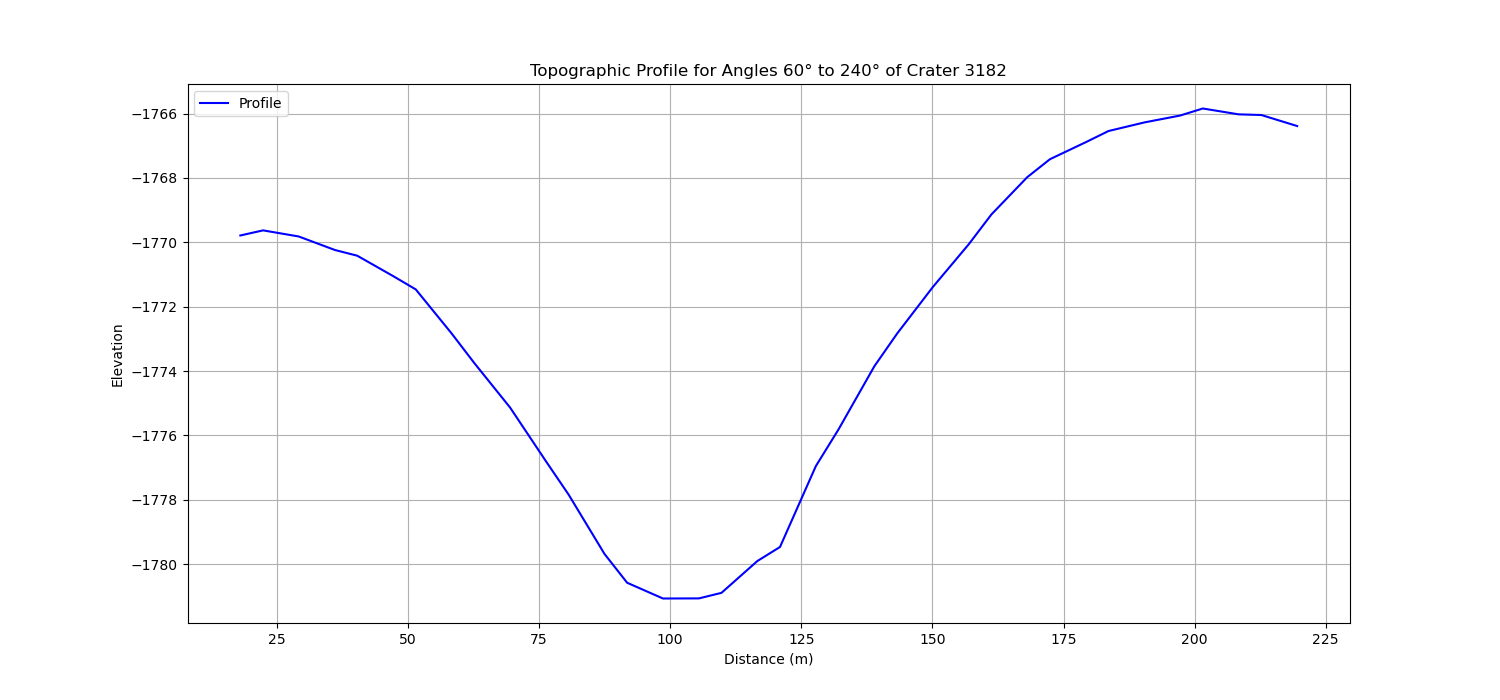 Topographic Profile for Angles 60° to 240° of Crater 3182
Profile
−1766
−1768
−1770
−1772
−1774
−1776
−1778
−1780
Elevation
25 50 75 100 125 150 175 200 225
Distance (m)